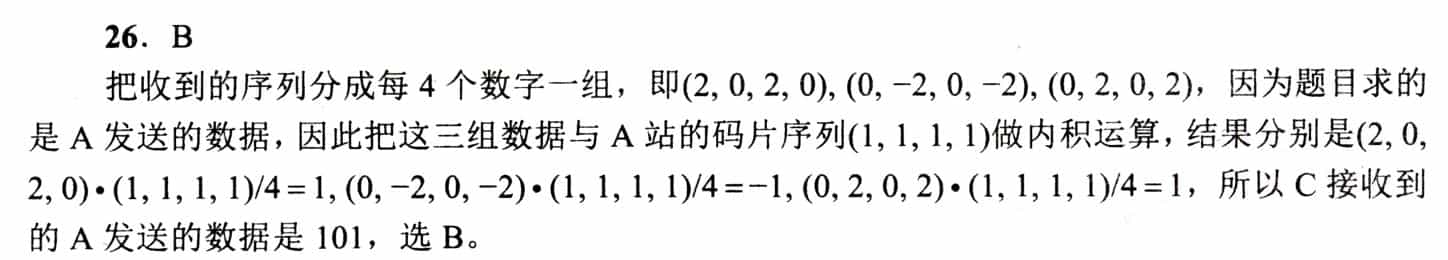 26. B
把收到的序列分成每 4 个数字一组，即(2, 0, 2, 0), (0, −2, 0, −2), (0, 2, 0, 2)，因为题目求的
是 A 发送的数据，因此把这三组数据与 A 站的码片序列(1, 1, 1, 1)做内积运算，结果分别是(2, 0,
2, 0)•(1, 1, 1, 1)/4 = 1, (0, −2, 0, −2)•(1, 1, 1, 1)/4 = −1, (0, 2, 0, 2)•(1, 1, 1, 1)/4 = 1，所以 C 接收到
的 A 发送的数据是 101，选 B。